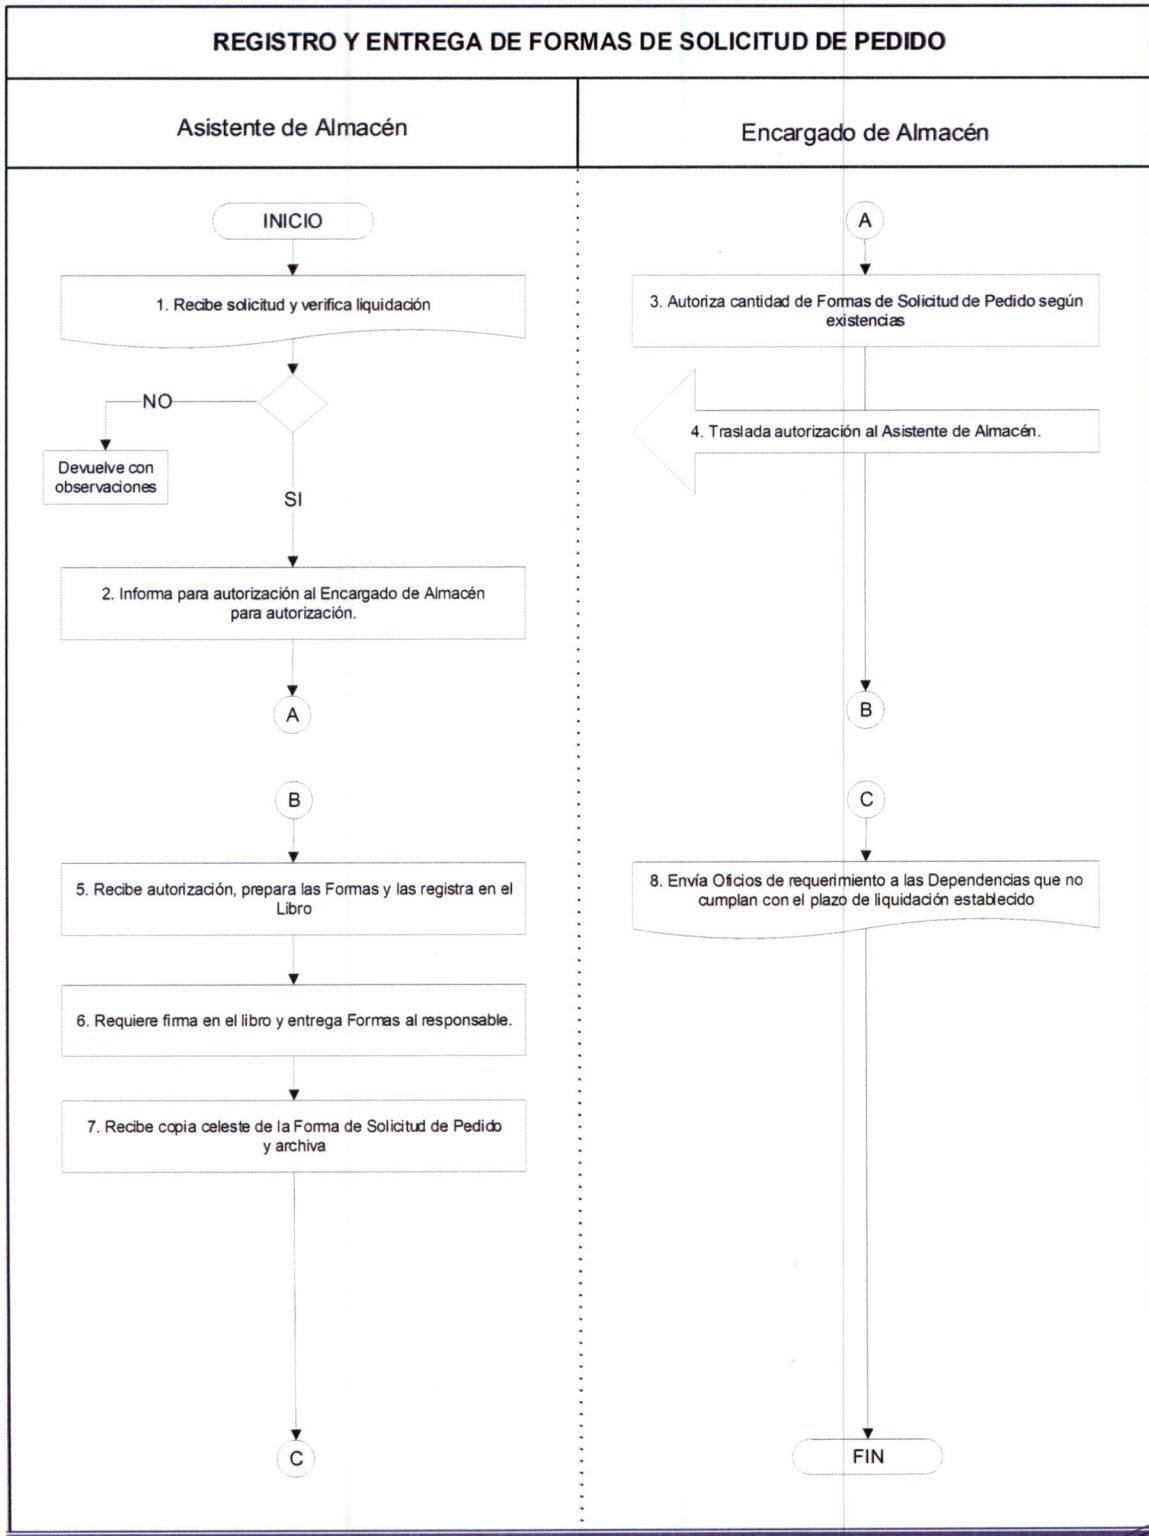 REGISTRO Y ENTREGA DE FORMAS DE SOLICITUD DE PEDIDO
Asistente de Almacén
Encargado de Almacén
INICIO
1. Recibe solicitud y verifica liquidación
NO
Devuelve con
observaciones
SI
2. Informa para autorización al Encargado de Almacén
para autorización.
A
B
5. Recibe autorización, prepara las Formas y las registra en el
Libro
6. Requiere firma en el libro y entrega Formas al responsable.
7. Recibe copia celeste de la Forma de Solicitud de Pedido
y archiva
C
A
3. Autoriza cantidad de Formas de Solicitud de Pedido según
existencias
4. Traslada autorización al Asistente de Almacén.
B
C
8. Envía Oficios de requerimiento a las Dependencias que no
cumplan con el plazo de liquidación establecido
FIN